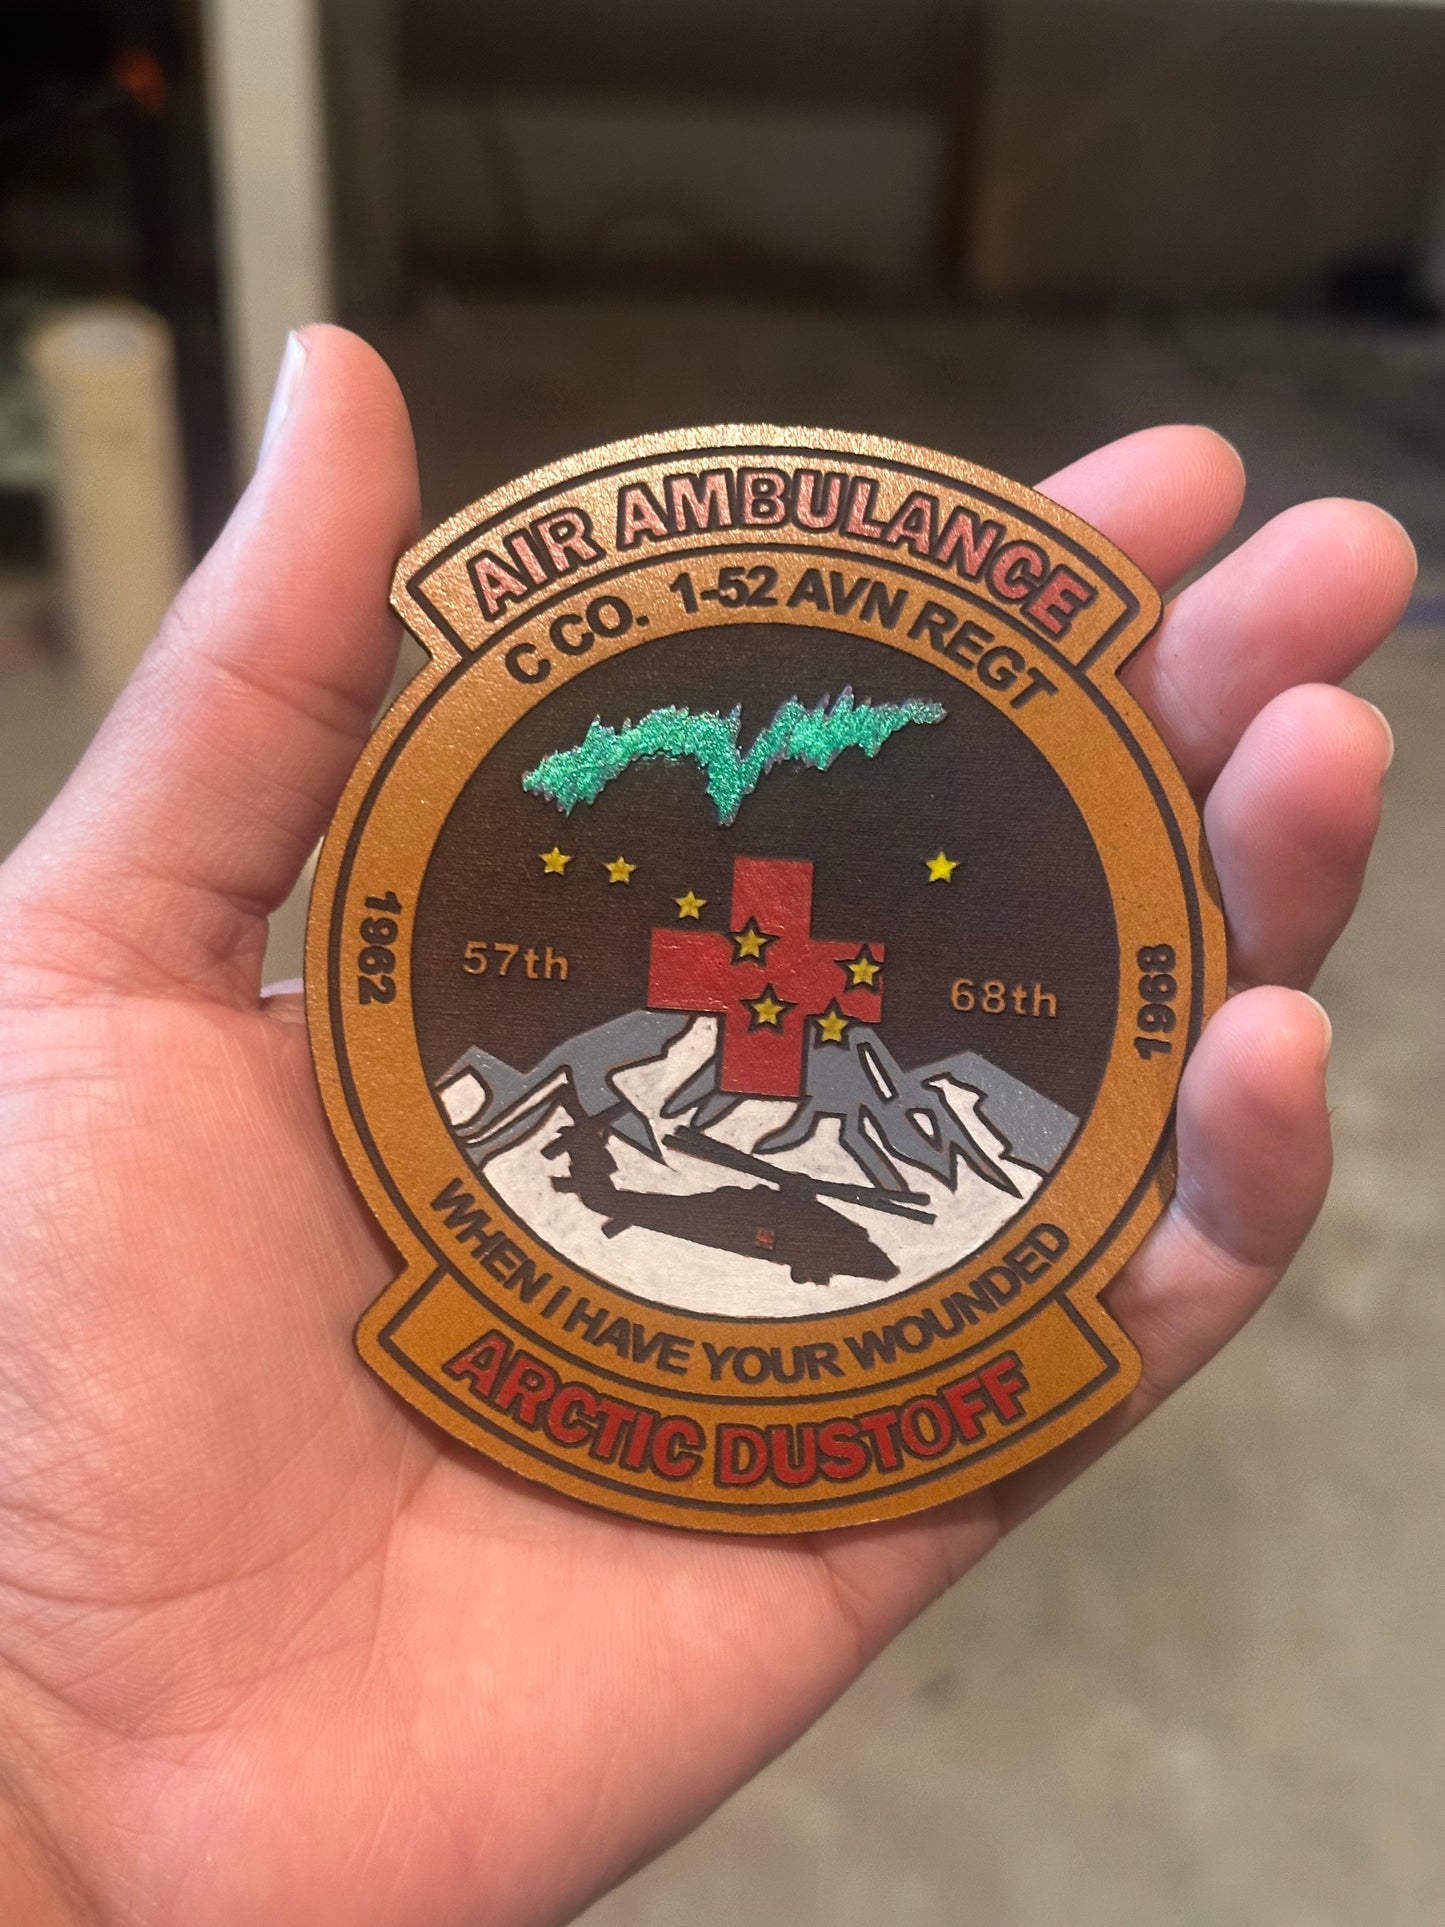 AIR AMBULANCE
C CO. 1-52 AVN REGT
1962
57th
68th
1968
WHEN I HAVE YOUR WOUNDED
ARCTIC DUSTOFF